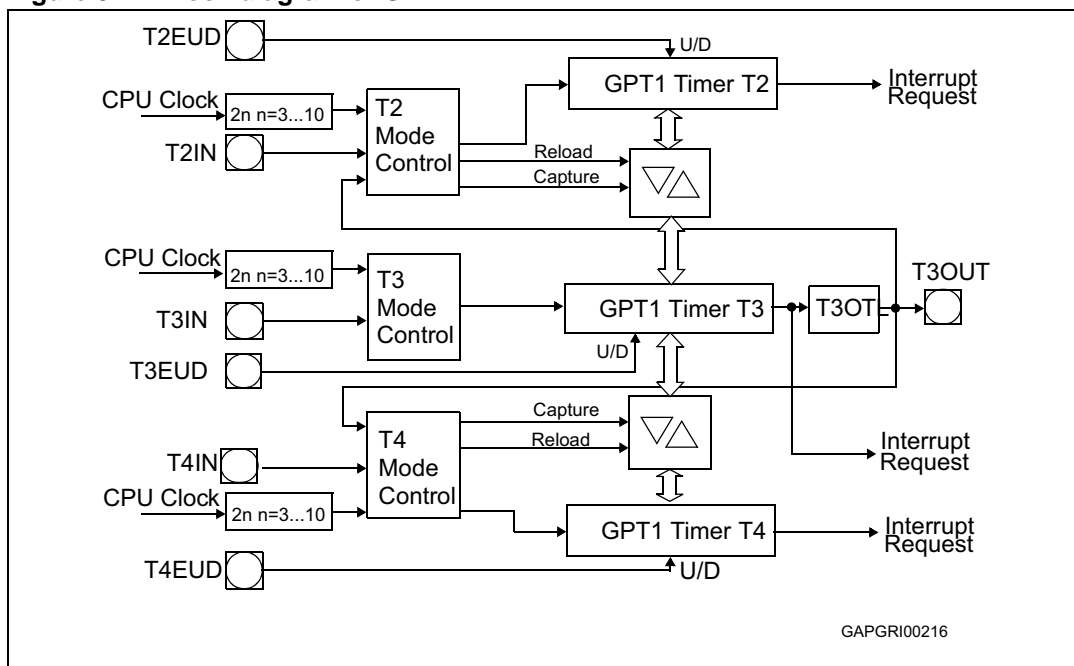 T2EUD
U/D
GPT1 Timer T2
Interrupt
Request
CPU Clock
2n n=3...10
T2
Mode
Control
T2IN
Reload
Capture
CPU Clock
2n n=3...10
T3
Mode
Control
T3OUT
T3IN
GPT1 Timer T3
T3OT
U/D
T3EUD
Capture
T4
Mode
Control
Reload
T4IN
Interrupt
Request
CPU Clock
2n n=3...10
GPT1 Timer T4
Interrupt
Request
T4EUD
U/D
GAPGRI00216